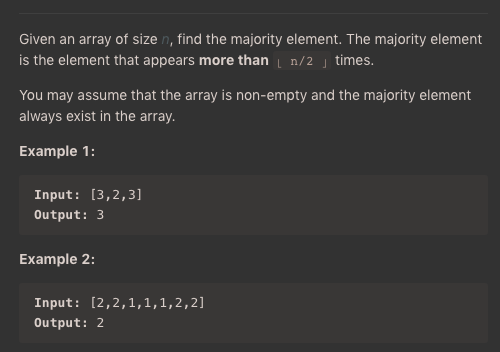 Given an array of size n, find the majority element. The majority element
is the element that appears more than ⌊ n/2 ⌋ times.
You may assume that the array is non-empty and the majority element
always exist in the array.
Example 1:
Input: [3,2,3]
Output: 3
Example 2:
Input: [2,2,1,1,1,2,2]
Output: 2